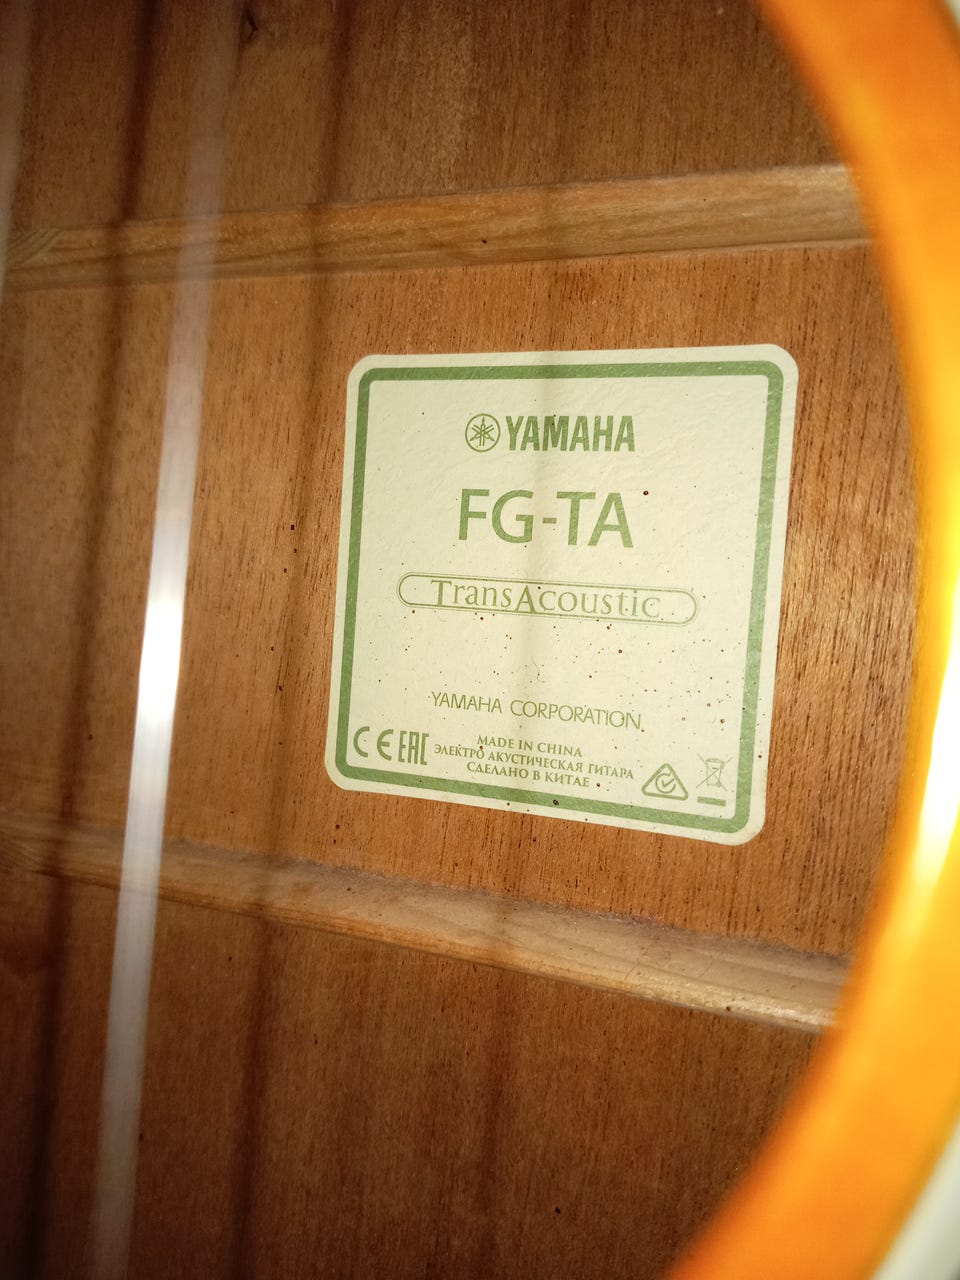 YAMAHA
FG-TA
TransAcoustic
YAMAHA CORPORATION
CE EAC MADE IN CHINA
ЭЛЕКТРО АКУСТИЧЕСКАЯ ГИТАРА
СДЕЛАНО В КИТАЕ